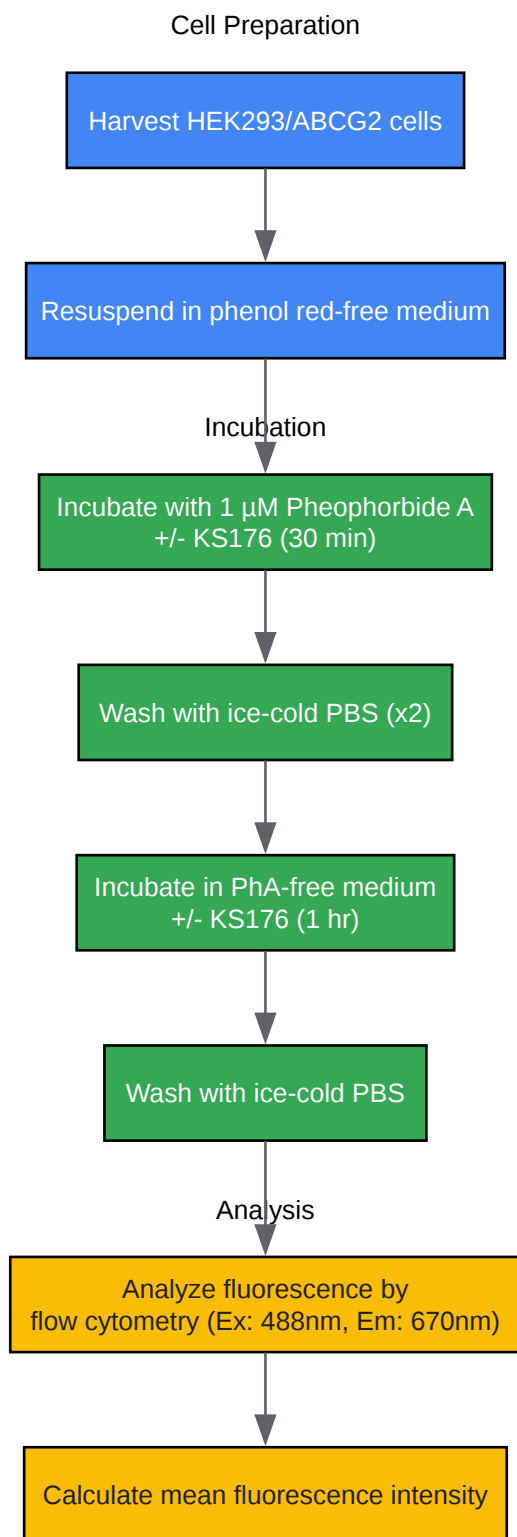 Cell Preparation
Harvest HEK293/ABCG2 cells
Resuspend in phenol red-free medium
Incubation
Incubate with 1 µM Pheophorbide A
+/- KS176 (30 min)
Wash with ice-cold PBS (x2)
Incubate in PhA-free medium
+/- KS176 (1 hr)
Wash with ice-cold PBS
Analysis
Analyze fluorescence by
flow cytometry (Ex: 488nm, Em: 670nm)
Calculate mean fluorescence intensity